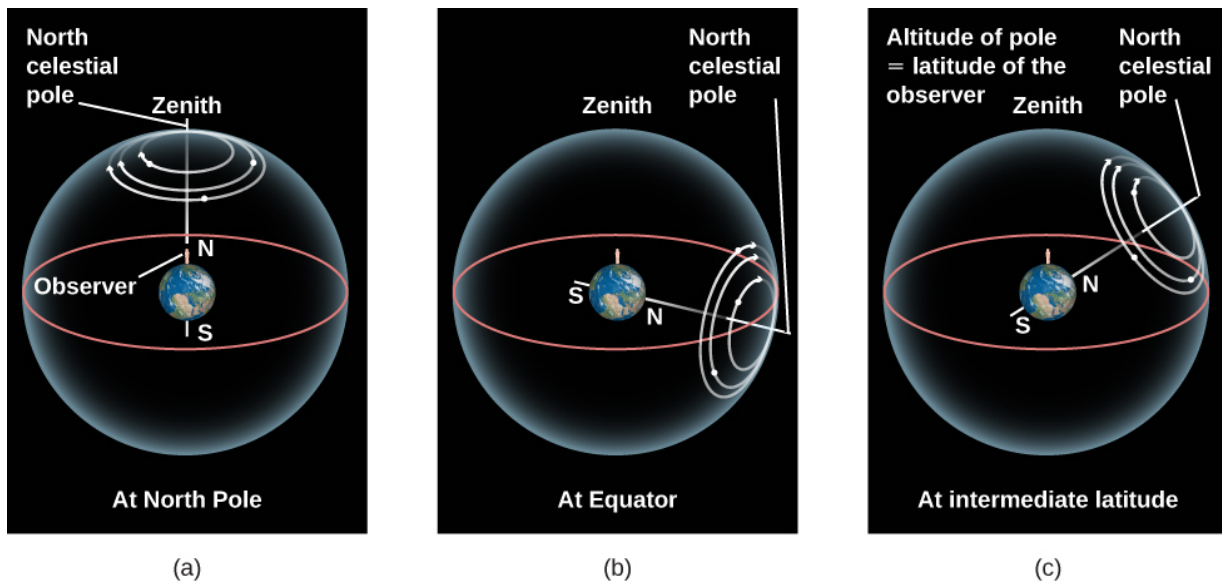 North
celestial
pole
Zenith
N
Observer
S
At North Pole
(a)
North
celestial
pole
Zenith
S
N
At Equator
(b)
Altitude of pole
= latitude of the
observer
North
celestial
pole
Zenith
N
S
At intermediate latitude
(c)